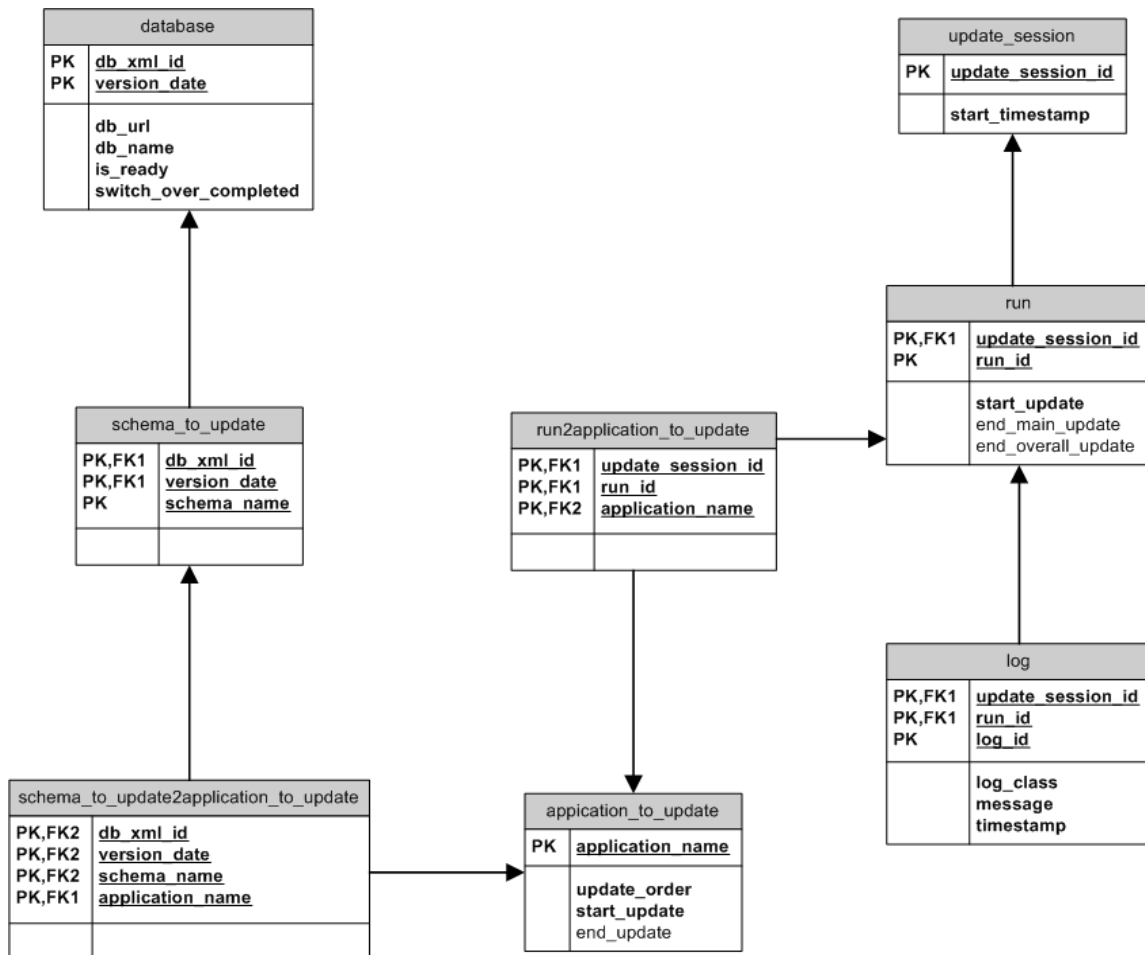 database
PK db_xml_id
PK version_date
db_url
db_name
is_ready
switch_over_completed
update_session
PK update_session_id
start_timestamp
run
PK,FK1 update_session_id
PK run_id
start_update
end_main_update
end_overall_update
schema_to_update
PK,FK1 db_xml_id
PK,FK1 version_date
PK schema_name
run2application_to_update
PK,FK1 update_session_id
PK,FK1 run_id
PK,FK2 application_name
log
PK,FK1 update_session_id
PK,FK1 run_id
PK log_id
log_class
message
timestamp
schema_to_update2application_to_update
PK,FK2 db_xml_id
PK,FK2 version_date
PK,FK2 schema_name
PK,FK1 application_name
appication_to_update
PK application_name
update_order
start_update
end_update